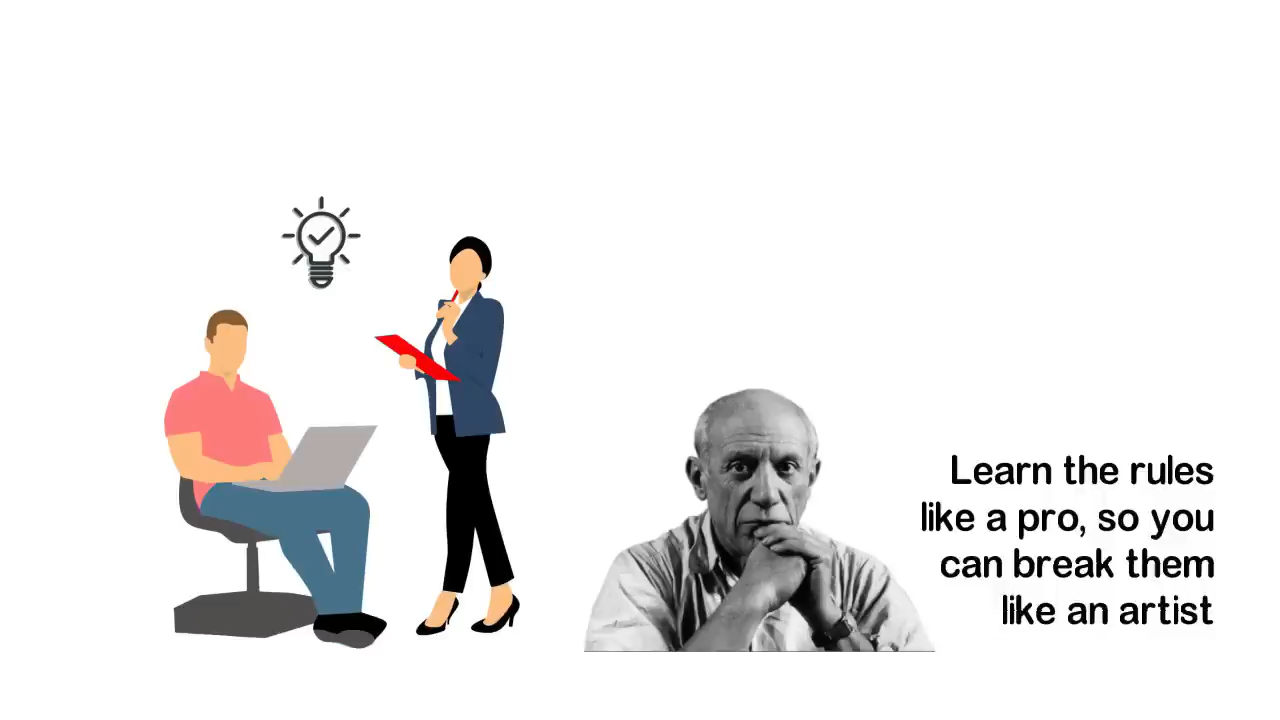 Learn the rules
like a pro, so you
can break them
like an artist